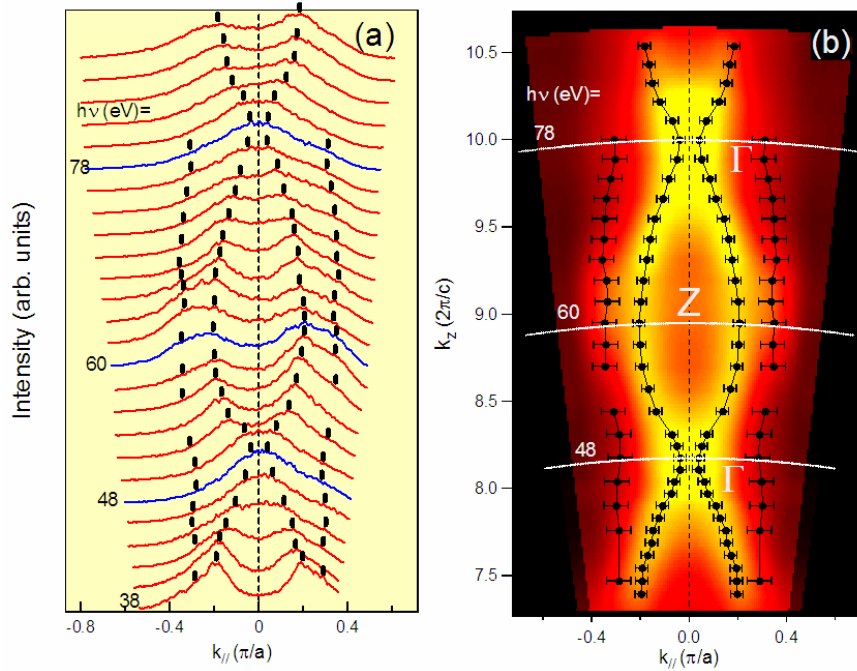 (a)
hν (eV)=
78
60
48
38
Intensity (arb. units)
-0.8
-0.4
0
0.4
k// (π/a)
(b)
10.5
10.0
9.5
9.0
8.5
8.0
7.5
kz (2π/c)
hν (eV)=
78
Γ
Z
60
48
Γ
-0.4
0.0
0.4
k// (π/a)